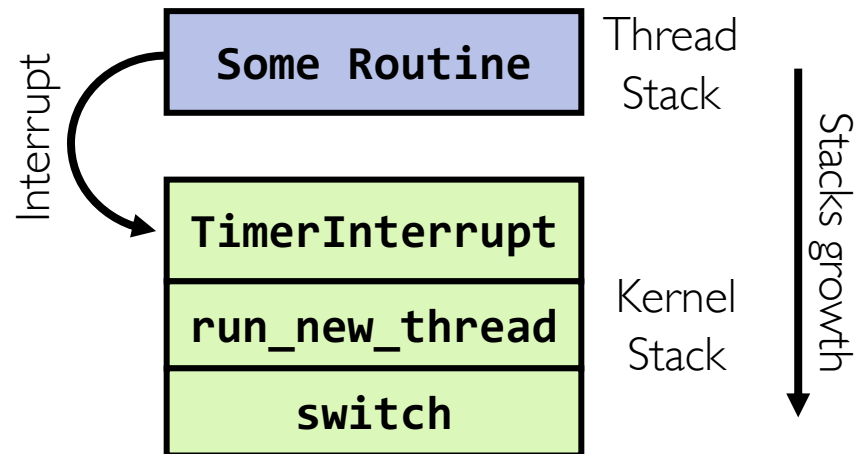 Interrupt
Some Routine
Thread
Stack
TimerInterrupt
run_new_thread
switch
Kernel
Stack
Stacks growth